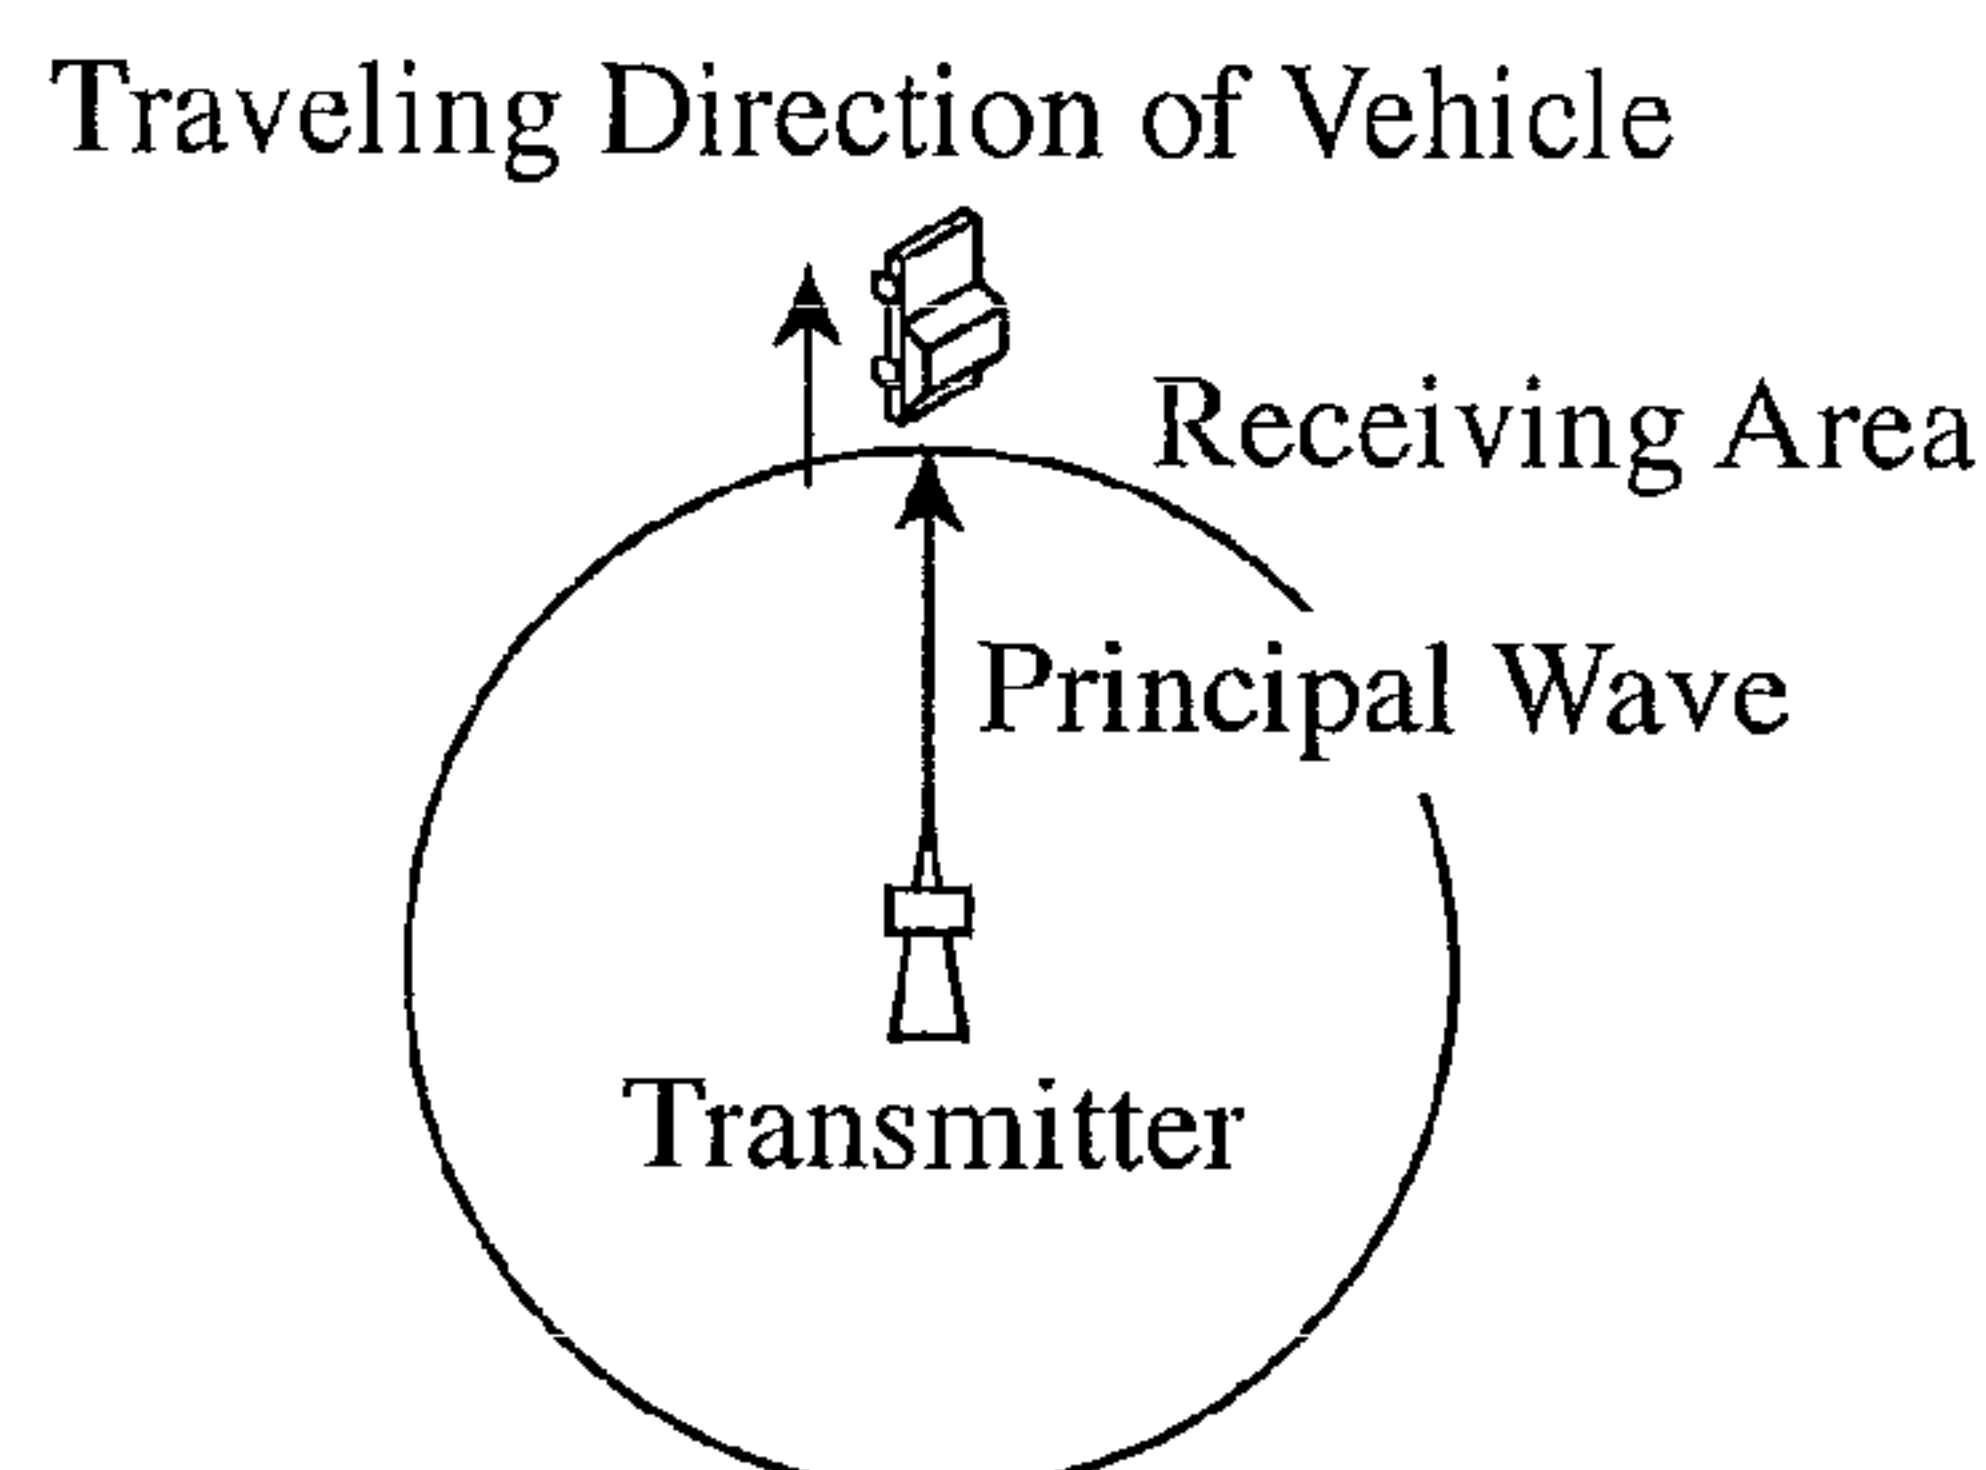 Traveling Direction of Vehicle
Receiving Area
Principal Wave
Transmitter